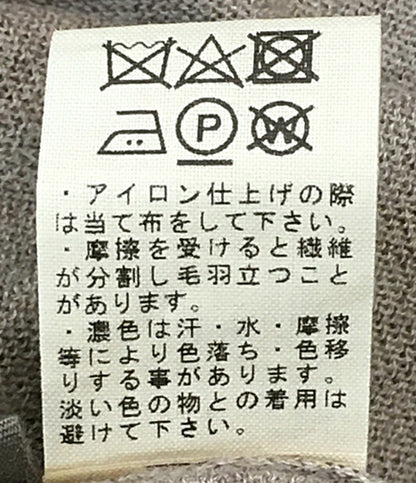 P W
・アイロン仕上げの際
は当て布をして下さい。
・摩擦を受けると繊維
が分割し毛羽立つこと
があります。
・濃色は汗・水・摩擦
等により色落ち・色移
りする事があります。
淡い色の物との着用は
避けて下さい。